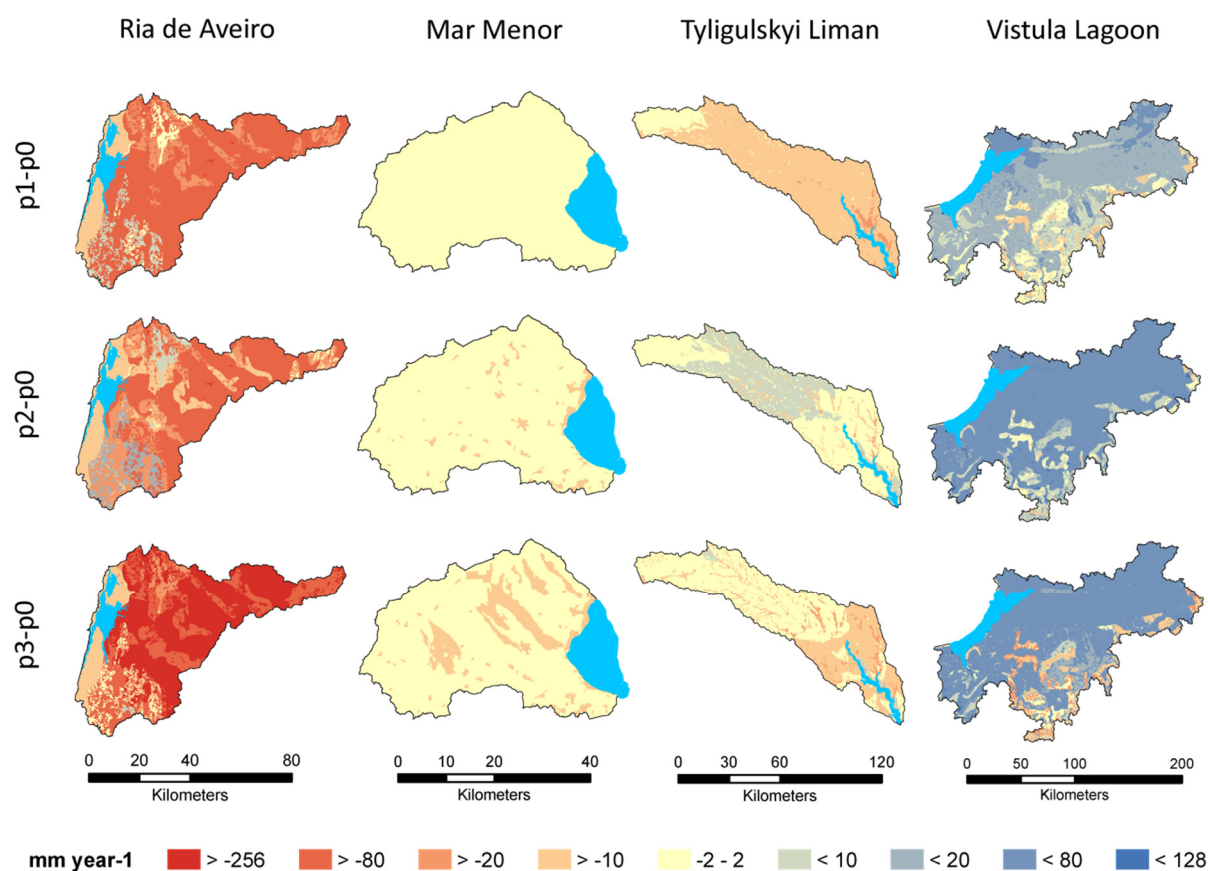 Ria de Aveiro Mar Menor Tyligulskyi Liman Vistula Lagoon
p1-p0
p2-p0
p3-p0
0 20 40 80
Kilometers
0 20 40
Kilometers
0 30 60 120
Kilometers
0 50 100 200
Kilometers
mm year-1 > -256 > -80 > -20 > -10 -2 - 2 < 10 < 20 < 80 < 128